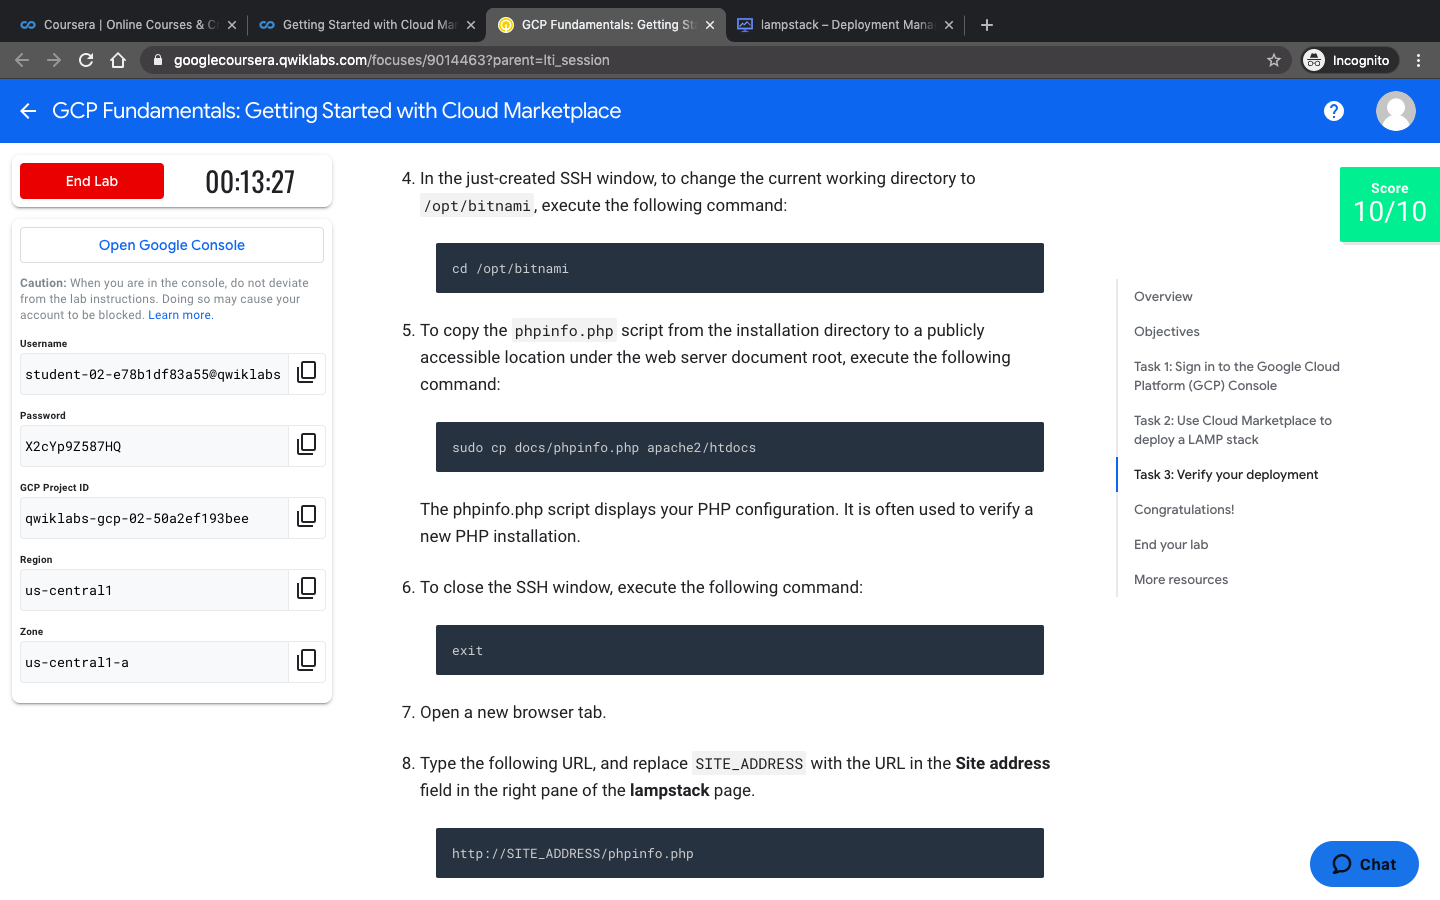 Coursera | Online Courses & C
Getting Started with Cloud Mar
GCP Fundamentals: Getting Sta
lampstack – Deployment Mana
googlecoursera.qwiklabs.com/focuses/9014463?parent=lti_session
Incognito
GCP Fundamentals: Getting Started with Cloud Marketplace
?
End Lab
00:13:27
Open Google Console
Caution: When you are in the console, do not deviate
from the lab instructions. Doing so may cause your
account to be blocked. Learn more.
Username
student-02-e78b1df83a55@qwiklabs
Password
X2cYp9Z587HQ
GCP Project ID
qwiklabs-gcp-02-50a2ef193bee
Region
us-central1
Zone
us-central1-a
4. In the just-created SSH window, to change the current working directory to
/opt/bitnami, execute the following command:
cd /opt/bitnami
5. To copy the phpinfo.php script from the installation directory to a publicly
accessible location under the web server document root, execute the following
command:
sudo cp docs/phpinfo.php apache2/htdocs
The phpinfo.php script displays your PHP configuration. It is often used to verify a
new PHP installation.
6. To close the SSH window, execute the following command:
exit
7. Open a new browser tab.
8. Type the following URL, and replace SITE_ADDRESS with the URL in the Site address
field in the right pane of the lampstack page.
http://SITE_ADDRESS/phpinfo.php
Score
10/10
Overview
Objectives
Task 1: Sign in to the Google Cloud
Platform (GCP) Console
Task 2: Use Cloud Marketplace to
deploy a LAMP stack
Task 3: Verify your deployment
Congratulations!
End your lab
More resources
Chat